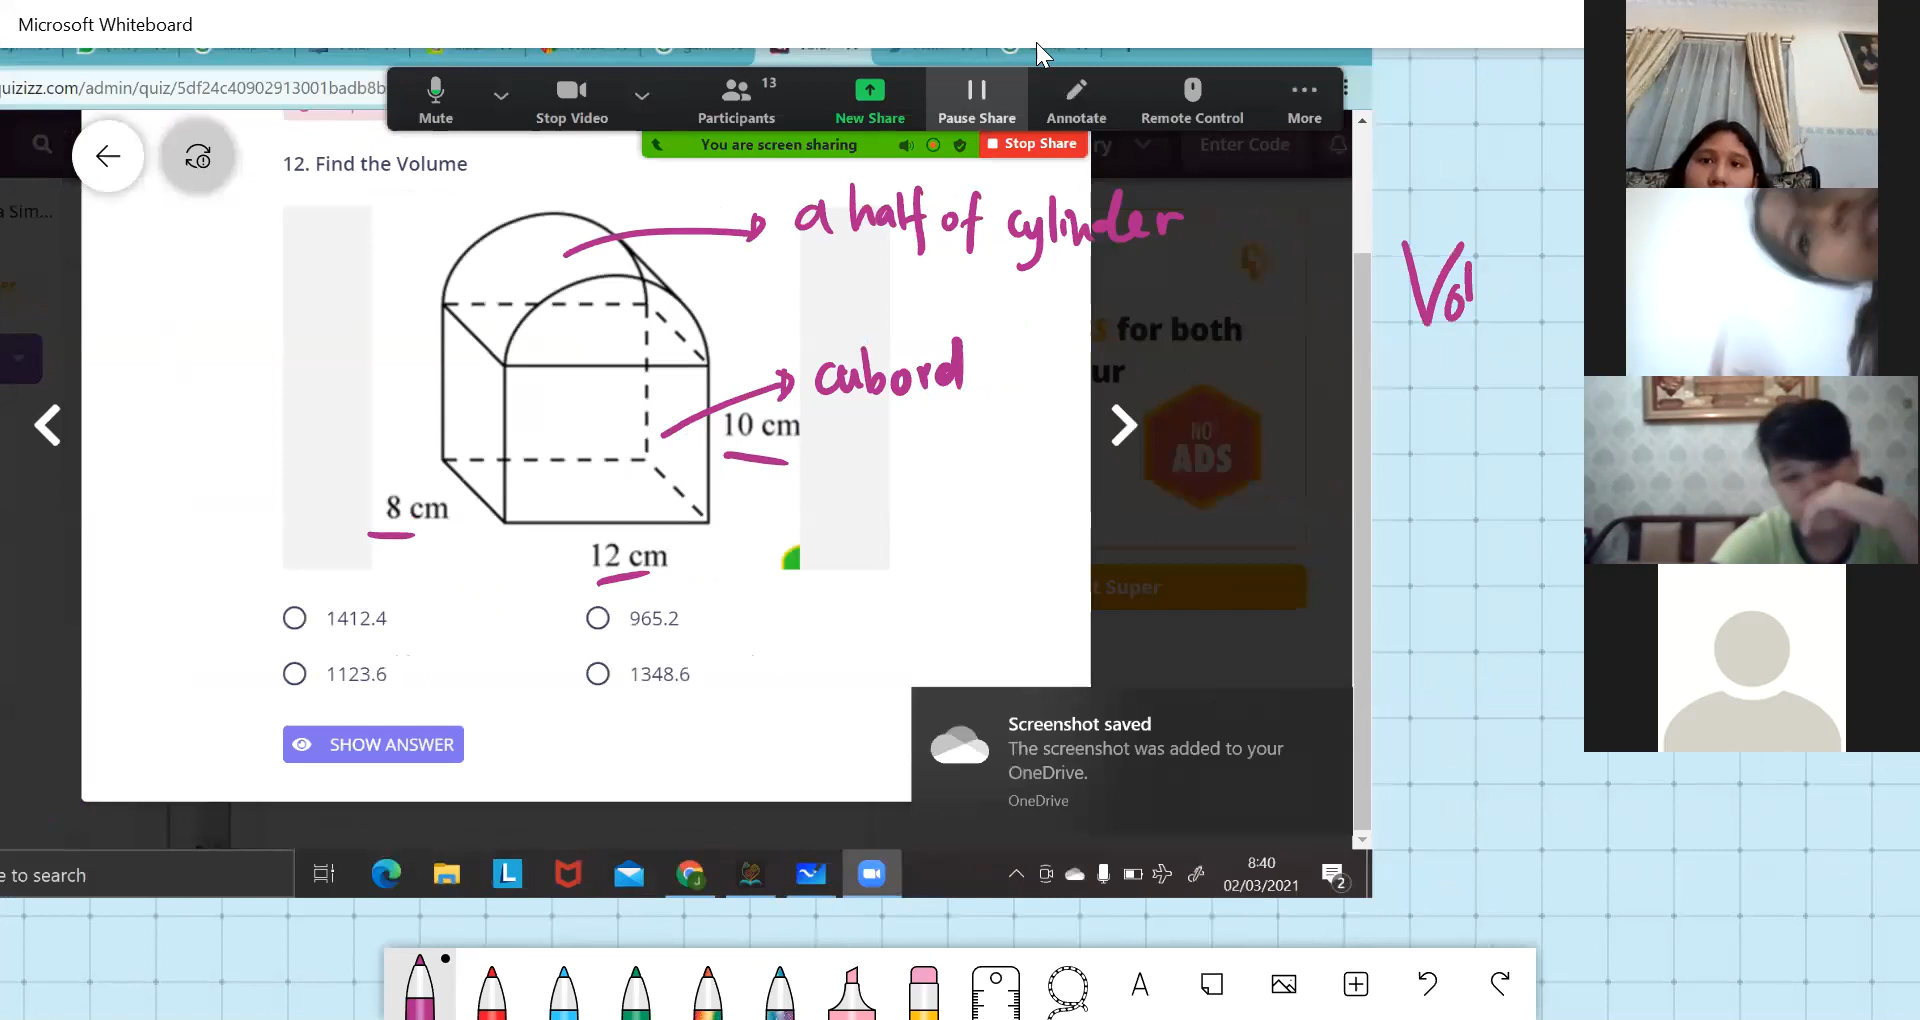 Microsoft Whiteboard
quizizz.com/admin/quiz/5df24c40902913001badb8b
Mute
Stop Video
Participants 13
New Share
Pause Share
Annotate
Remote Control
More
You are screen sharing
Stop Share
Enter Code
a Sim...
12. Find the Volume
a half of cylinder
Vol
for both
ur
cuboid
10 cm
NO
ADS
8 cm
12 cm
t Super
1412.4
965.2
1123.6
1348.6
SHOW ANSWER
Screenshot saved
The screenshot was added to your
OneDrive.
OneDrive
e to search
8:40
02/03/2021
2